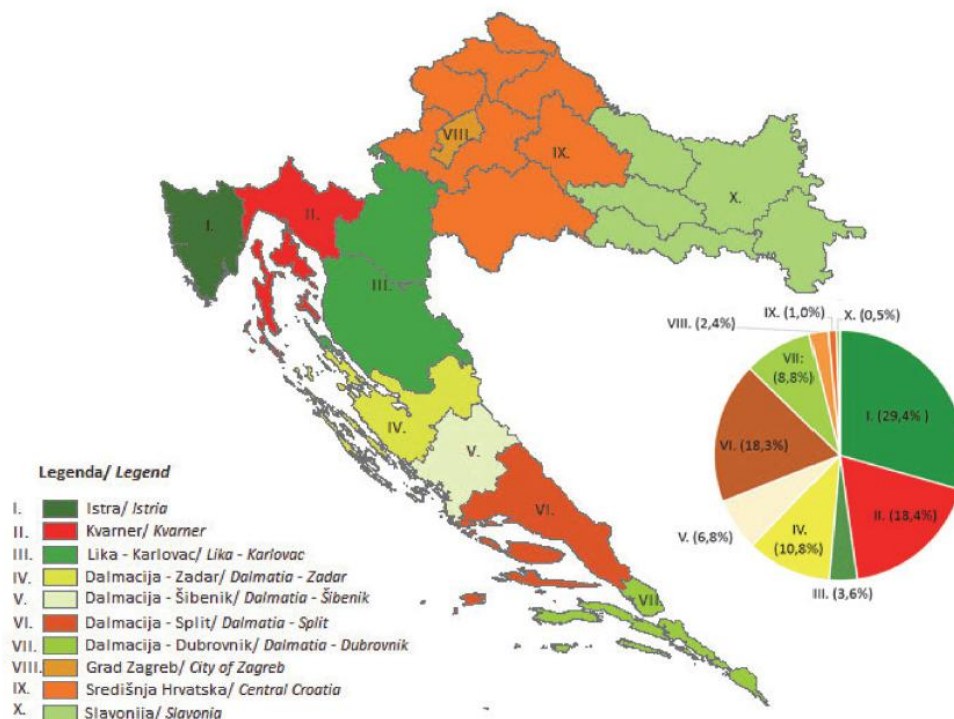 VIII.
IX.
X.
I.
II.
III.
IV.
V.
VI.
VII.
IX. (1,0%)
X. (0,5%)
VIII. (2,4%)
VII:
(8,8%)
I. (29,4% )
VI. (18,3%)
II. (18,4%)
V. (6,8%)
IV.
(10,8%)
III. (3,6%)
Legenda/ Legend
I. Istra/ Istria
II. Kvarner/ Kvarner
III. Lika - Karlovac/ Lika - Karlovac
IV. Dalmacija - Zadar/ Dalmatia - Zadar
V. Dalmacija - Šibenik/ Dalmatia - Šibenik
VI. Dalmacija - Split/ Dalmatia - Split
VII. Dalmacija - Dubrovnik/ Dalmatia - Dubrovnik
VIII. Grad Zagreb/ City of Zagreb
IX. Središnja Hrvatska/ Central Croatia
X. Slavonija/ Slavonia